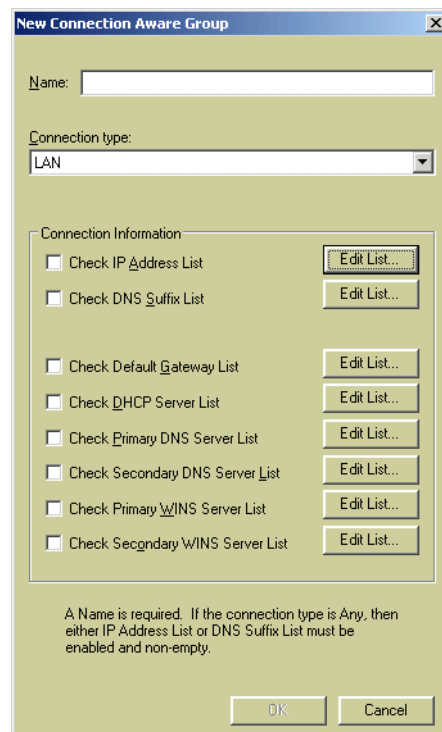 New Connection Aware Group
Name:
Connection type:
LAN
Connection Information
Check IP Address List
Edit List...
Check DNS Suffix List
Edit List...
Check Default Gateway List
Edit List...
Check DHCP Server List
Edit List...
Check Primary DNS Server List
Edit List...
Check Secondary DNS Server List
Edit List...
Check Primary WINS Server List
Edit List...
Check Secondary WINS Server List
Edit List...
A Name is required. If the connection type is Any, then
either IP Address List or DNS Suffix List must be
enabled and non-empty.
OK
Cancel